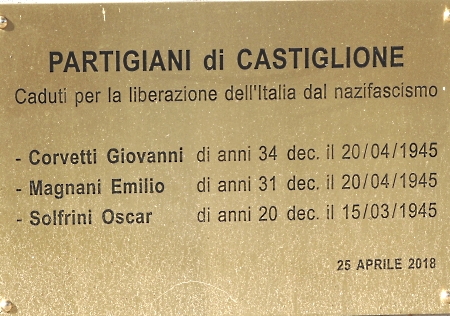 PARTIGIANI di CASTIGLIONE
Caduti per la liberazione dell'Italia dal nazifascismo
- Corvetti Giovanni di anni 34 dec. il 20/04/1945
- Magnani Emilio di anni 31 dec. il 20/04/1945
- Solfrini Oscar di anni 20 dec. il 15/03/1945
25 APRILE 2018